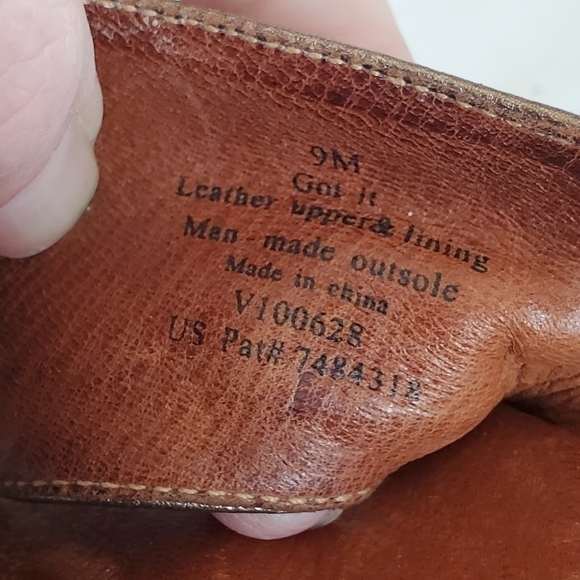 9M
Got it
Leather upper& lining
Man made outsole
Made in china
V100628
US Pat# 7484318